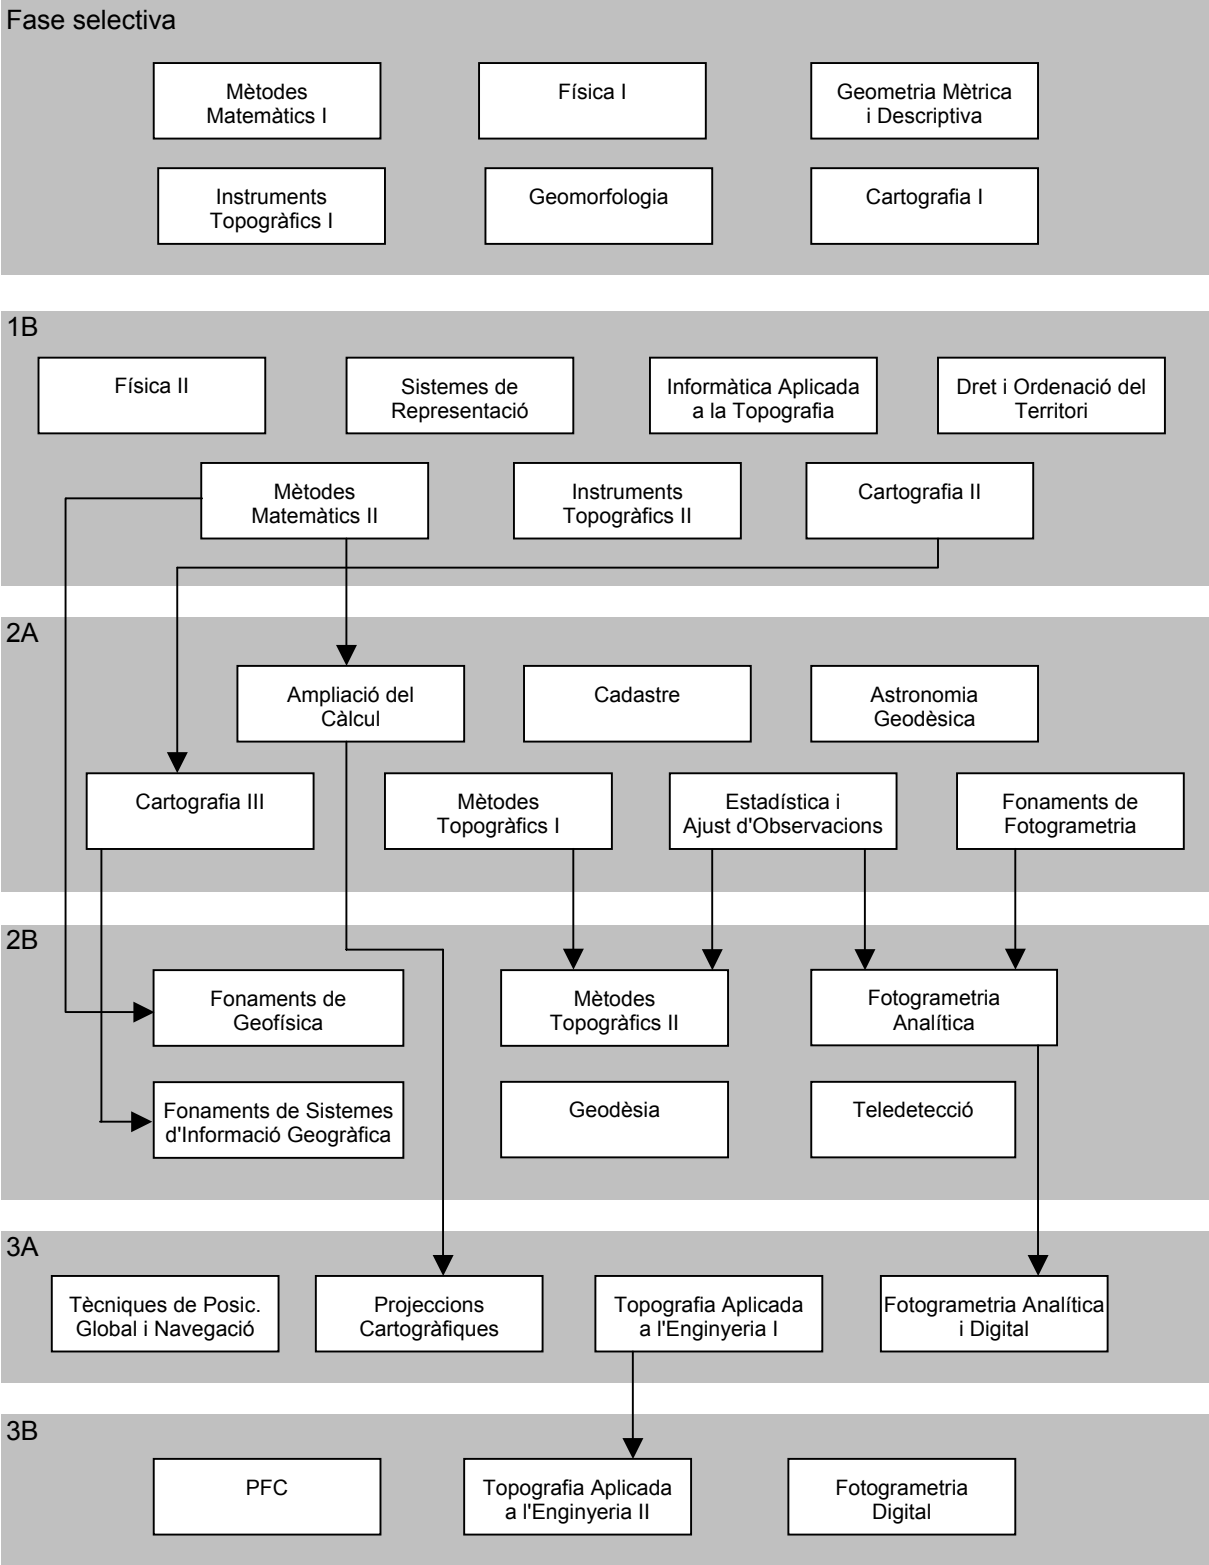 Fase selectiva
Mètodes
Matemàtics I
Física I
Geometria Mètrica
i Descriptiva
Instruments
Topogràfics I
Geomorfologia
Cartografia I
1B
Física II
Sistemes de
Representació
Informàtica Aplicada
a la Topografia
Dret i Ordenació del
Territori
Mètodes
Matemàtics II
Instruments
Topogràfics II
Cartografia II
2A
Ampliació del
Càlcul
Cadastre
Astronomia
Geodèsica
Cartografia III
Mètodes
Topogràfics I
Estadística i
Ajust d'Observacions
Fonaments de
Fotogrametria
2B
Fonaments de
Geofísica
Mètodes
Topogràfics II
Fotogrametria
Analítica
Fonaments de Sistemes
d'Informació Geogràfica
Geodèsia
Teledetecció
3A
Tècniques de Posic.
Global i Navegació
Projeccions
Cartogràfiques
Topografia Aplicada
a l'Enginyeria I
Fotogrametria Analítica
i Digital
3B
PFC
Topografia Aplicada
a l'Enginyeria II
Fotogrametria
Digital